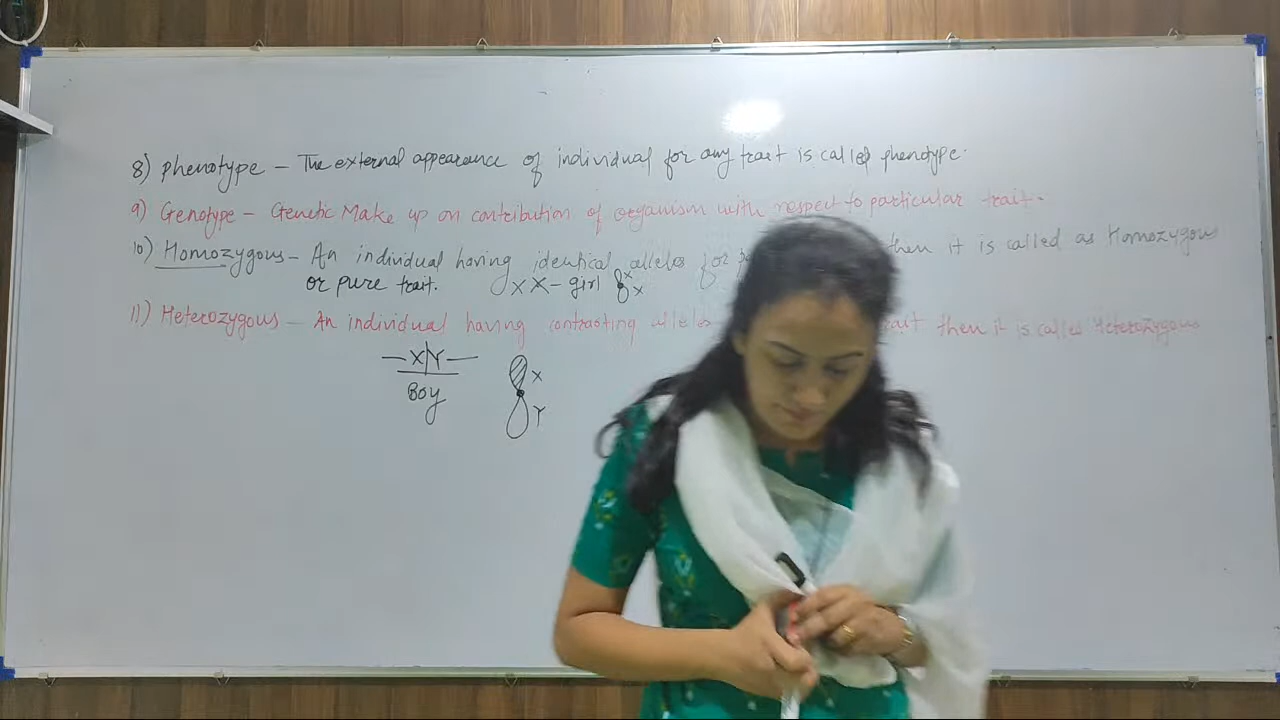 8) Phenotype – The external appearance of individual for any trait is called phenotype.
9) Genotype – Genetic Make up on contribution of organism with respect to particular trait.
10) Homozygous – An individual having identical alleles for then it is called as Homozygous
or pure trait. XX – girl X X
11) Heterozygous – An individual having contrasting alleles then it is called Heterozygous
– X|Y – X
Boy Y